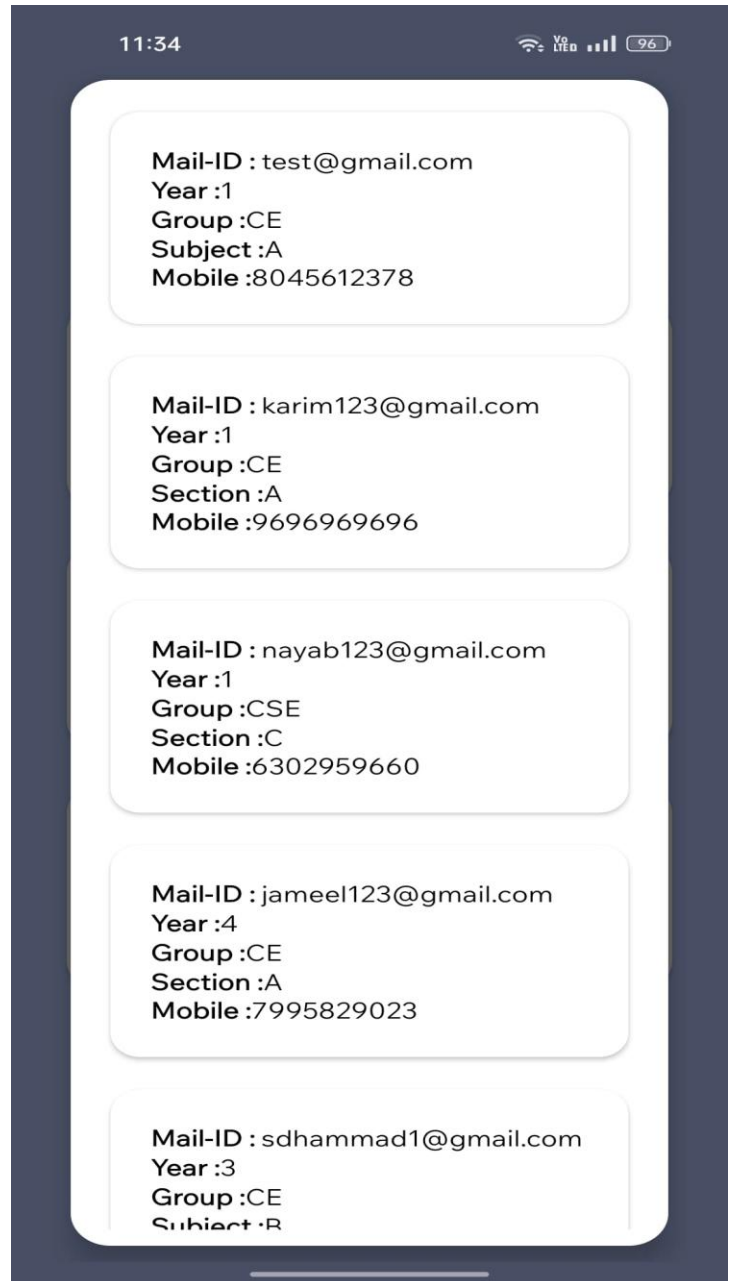 11:34
Vo LTED 96
Mail-ID : test@gmail.com
Year :1
Group :CE
Subject :A
Mobile :8045612378
Mail-ID : karim123@gmail.com
Year :1
Group :CE
Section :A
Mobile :9696969696
Mail-ID : nayab123@gmail.com
Year :1
Group :CSE
Section :C
Mobile :6302959660
Mail-ID : jameel123@gmail.com
Year :4
Group :CE
Section :A
Mobile :7995829023
Mail-ID : sdhammad1@gmail.com
Year :3
Group :CE
Subject :B